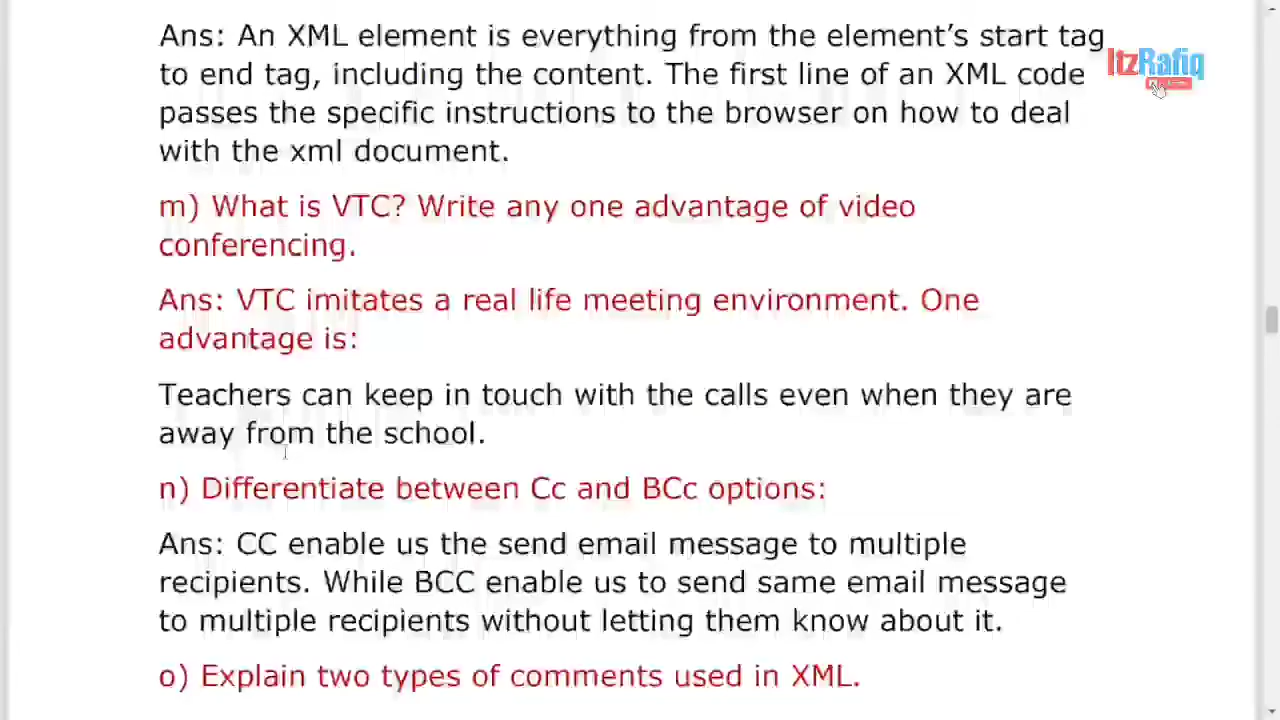 Ans: An XML element is everything from the element’s start tag
to end tag, including the content. The first line of an XML code
passes the specific instructions to the browser on how to deal
with the xml document.
ItzRafiq
m) What is VTC? Write any one advantage of video
conferencing.
Ans: VTC imitates a real life meeting environment. One
advantage is:
Teachers can keep in touch with the calls even when they are
away from the school.
n) Differentiate between Cc and BCc options:
Ans: CC enable us the send email message to multiple
recipients. While BCC enable us to send same email message
to multiple recipients without letting them know about it.
o) Explain two types of comments used in XML.